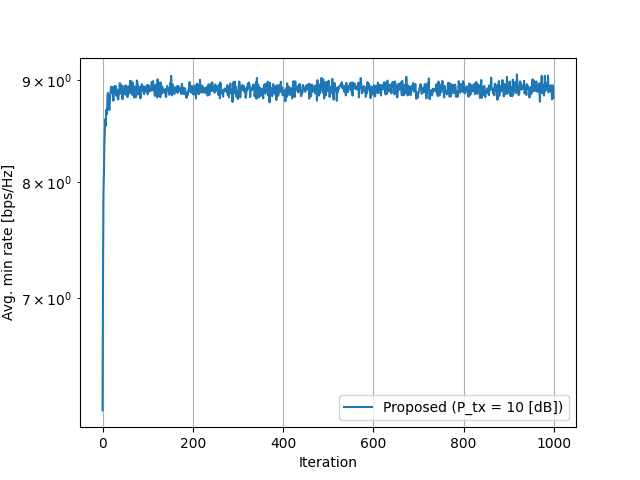 9 × 10⁰
8 × 10⁰
7 × 10⁰
Avg. min rate [bps/Hz]
Proposed (P_tx = 10 [dB])
0 200 400 600 800 1000
Iteration